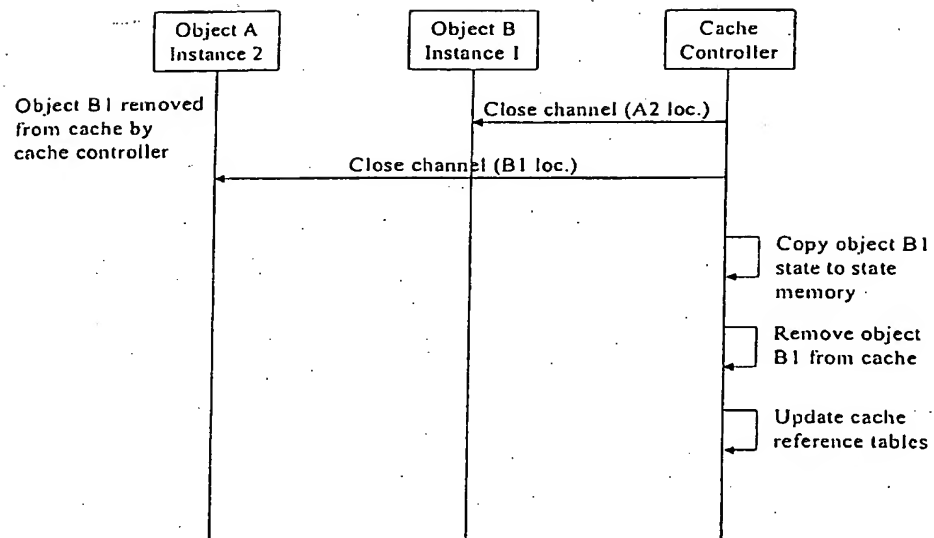 Object A
Instance 2
Object B
Instance 1
Cache
Controller
Object B1 removed
from cache by
cache controller
Close channel (A2 loc.)
Close channel (B1 loc.)
Copy object B1
state to state
memory
Remove object
B1 from cache
Update cache
reference tables